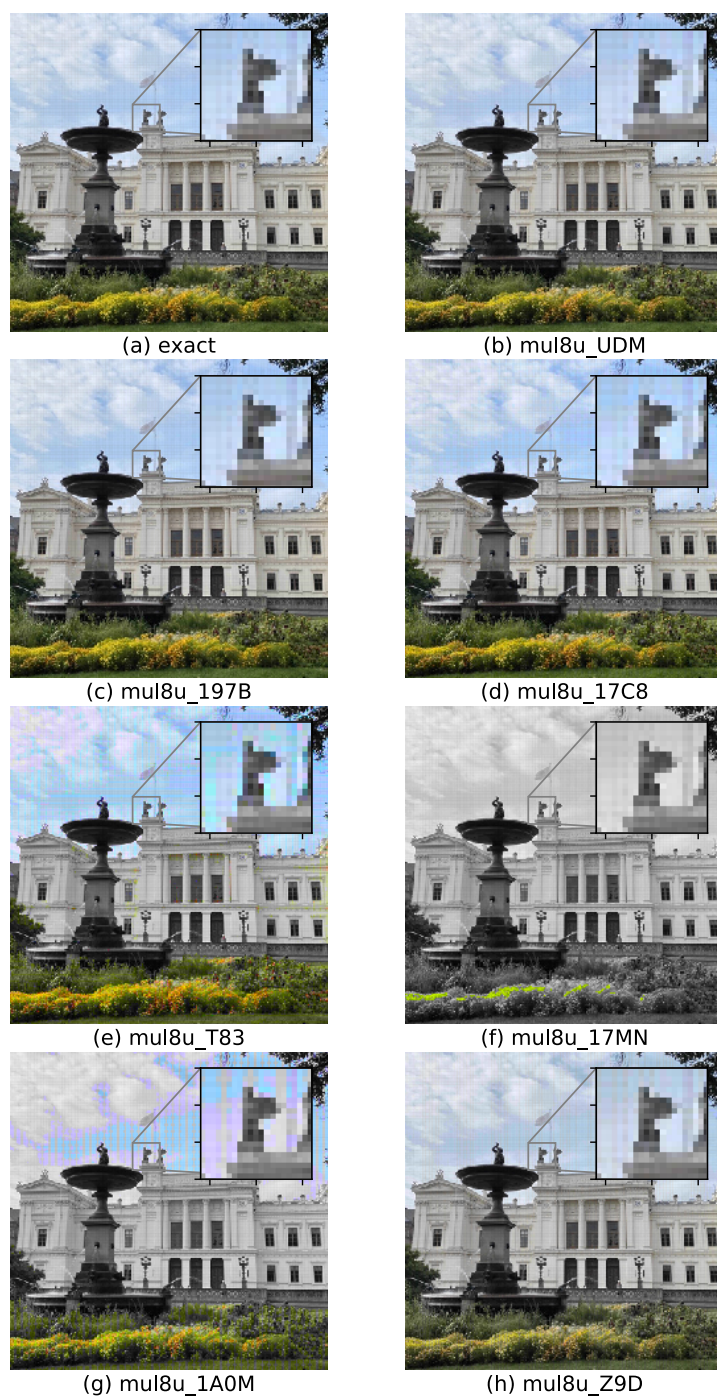 (a) exact
(b) mul8u_UDM
(c) mul8u_197B
(d) mul8u_17C8
(e) mul8u_T83
(f) mul8u_17MN
(g) mul8u_1A0M
(h) mul8u_Z9D